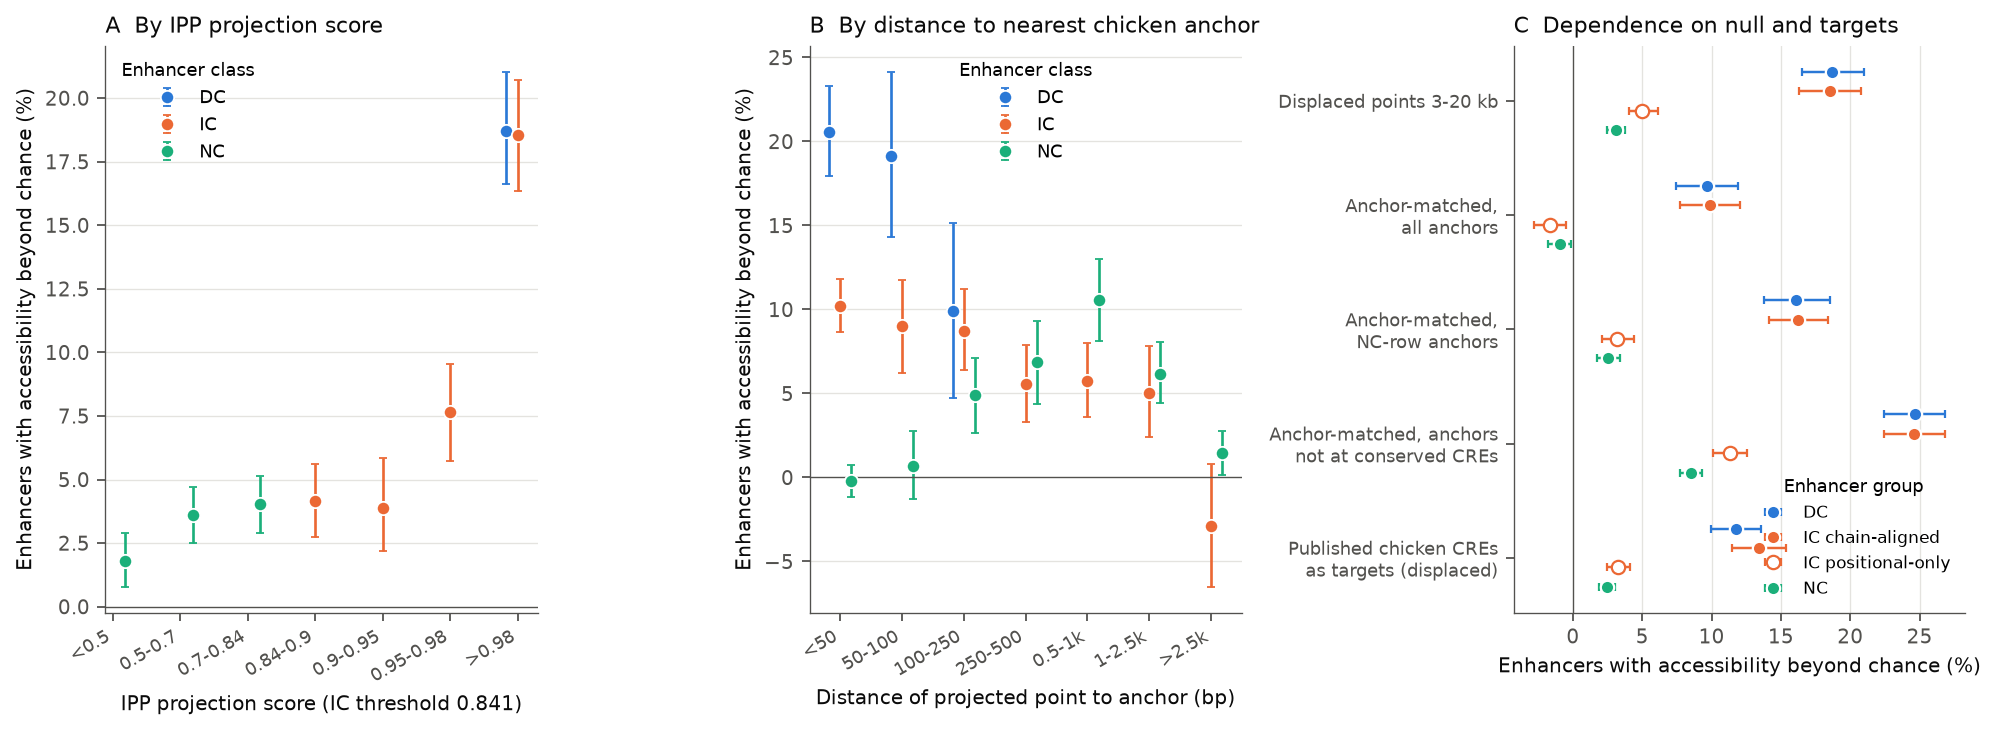 A By IPP projection score
Enhancers with accessibility beyond chance (%)
Enhancer class
DC
IC
NC
20.0
17.5
15.0
12.5
10.0
7.5
5.0
2.5
0.0
<0.5
0.5-0.7
0.7-0.84
0.84-0.9
0.9-0.95
0.95-0.98
>0.98
IPP projection score (IC threshold 0.841)
B By distance to nearest chicken anchor
Enhancers with accessibility beyond chance (%)
Enhancer class
DC
IC
NC
25
20
15
10
5
0
−5
<50
50-100
100-250
250-500
0.5-1k
1-2.5k
>2.5k
Distance of projected point to anchor (bp)
C Dependence on null and targets
Displaced points 3-20 kb
Anchor-matched,
all anchors
Anchor-matched,
NC-row anchors
Anchor-matched, anchors
not at conserved CREs
Published chicken CREs
as targets (displaced)
Enhancer group
DC
IC chain-aligned
IC positional-only
NC
0
5
10
15
20
25
Enhancers with accessibility beyond chance (%)